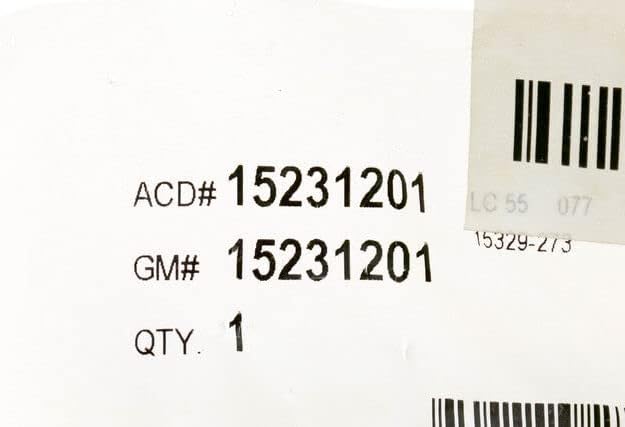 ACD# 15231201
GM# 15231201
QTY. 1
LC 55 077
15329-273